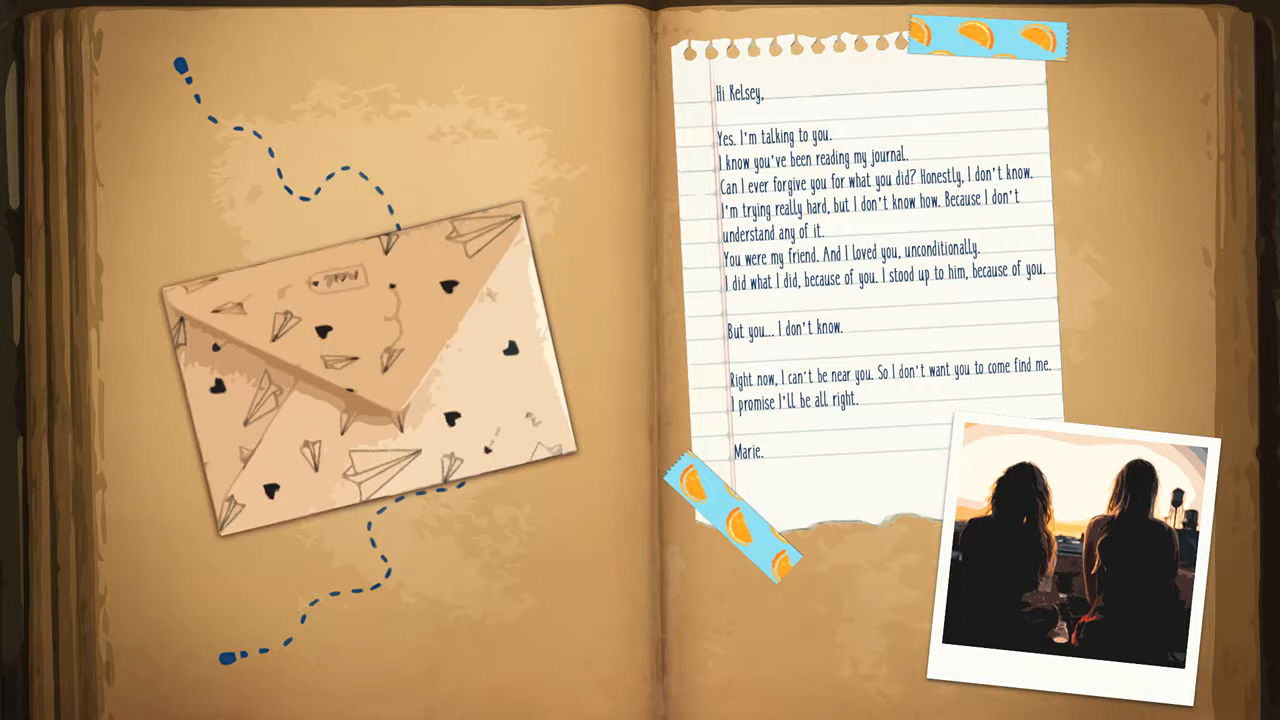 Hi Kelsey,
Yes. I'm talking to you.
I know you've been reading my journal.
Can I ever forgive you for what you did? Honestly, I don't know.
I'm trying really hard, but I don't know how. Because I don't
understand any of it.
You were my friend. And I loved you, unconditionally.
I did what I did, because of you. I stood up to him, because of you.
But you... I don't know.
Right now, I can't be near you. So I don't want you to come find me.
I promise I'll be all right.
Marie.